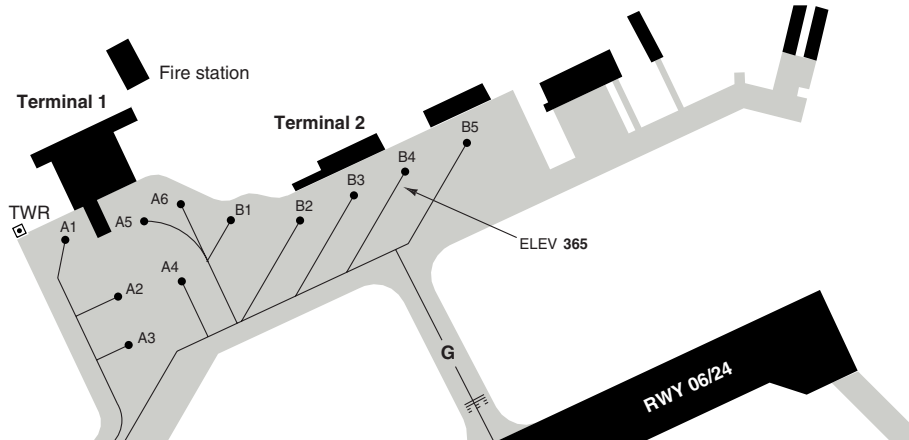 Fire station
Terminal 1
Terminal 2
B5
B4
B3
A6
TWR
A1
A5
B1
B2
ELEV 365
A4
A2
A3
G
RWY 06/24